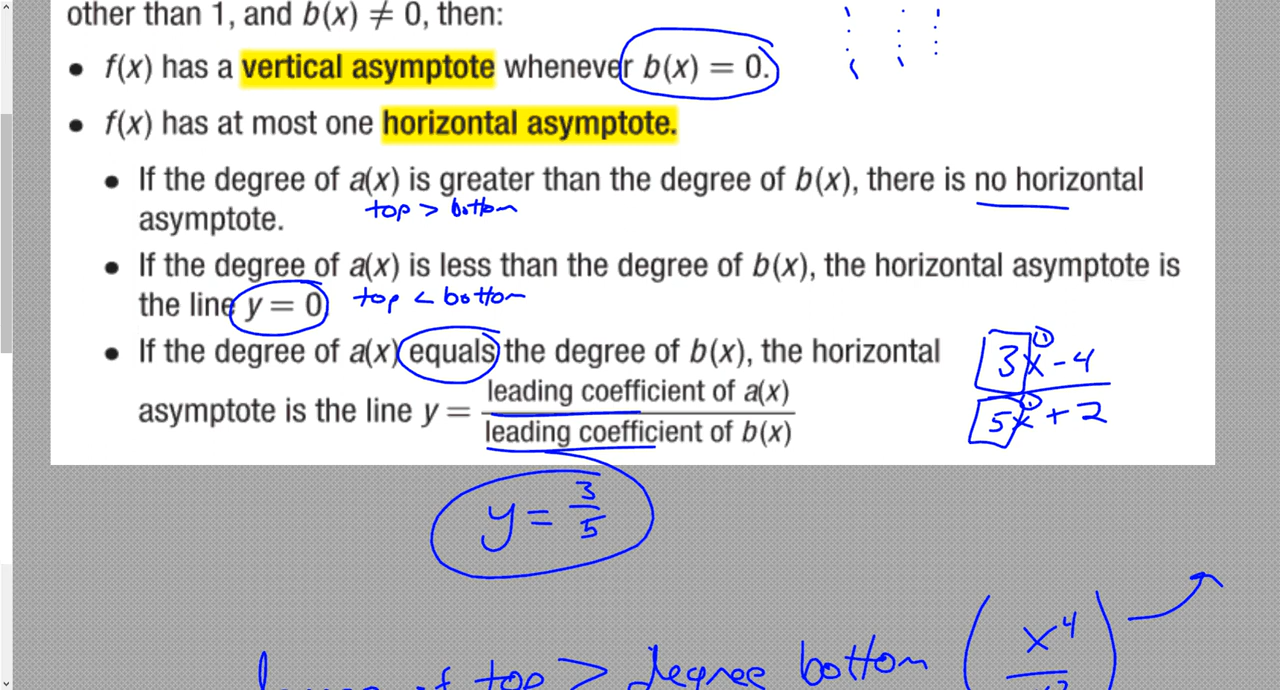 other than 1, and b(x) ≠ 0, then:
• f(x) has a vertical asymptote whenever b(x) = 0.
• f(x) has at most one horizontal asymptote.
• If the degree of a(x) is greater than the degree of b(x), there is no horizontal
asymptote.
top > bottom
• If the degree of a(x) is less than the degree of b(x), the horizontal asymptote is
the line y = 0 top < bottom
• If the degree of a(x) equals the degree of b(x), the horizontal
asymptote is the line y = leading coefficient of a(x)
leading coefficient of b(x)
3x¹ - 4
5x¹ + 2
y = 3/5
top > degree bottom (x⁴